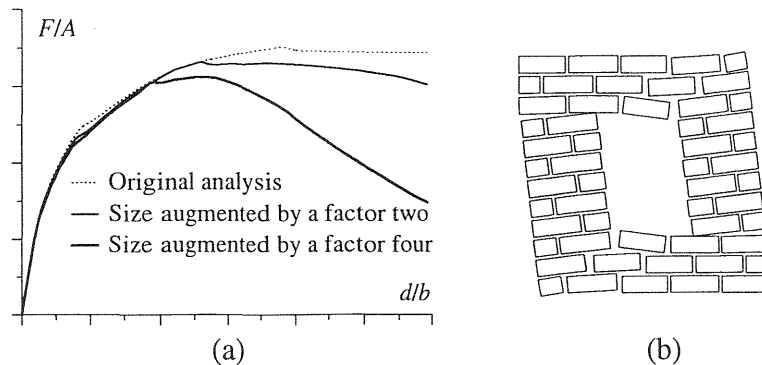 F/A
Original analysis
Size augmented by a factor two
Size augmented by a factor four
d/b
(a)
(b)